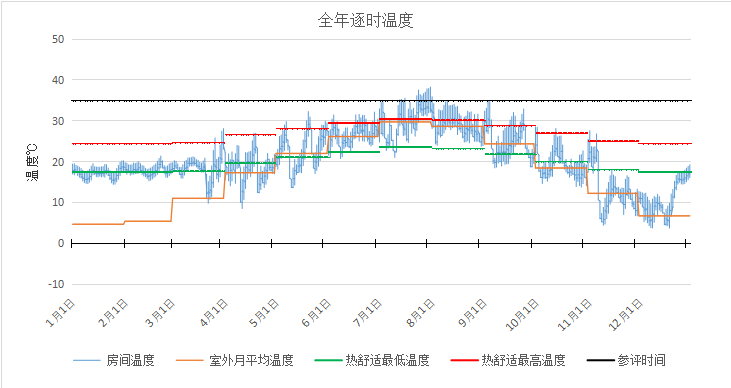 全年逐时温度
温度℃
50
40
30
20
10
0
-10
1月1日
2月1日
3月1日
4月1日
5月1日
6月1日
7月1日
8月1日
9月1日
10月1日
11月1日
12月1日
房间温度 室外月平均温度 热舒适最低温度 热舒适最高温度 参评时间